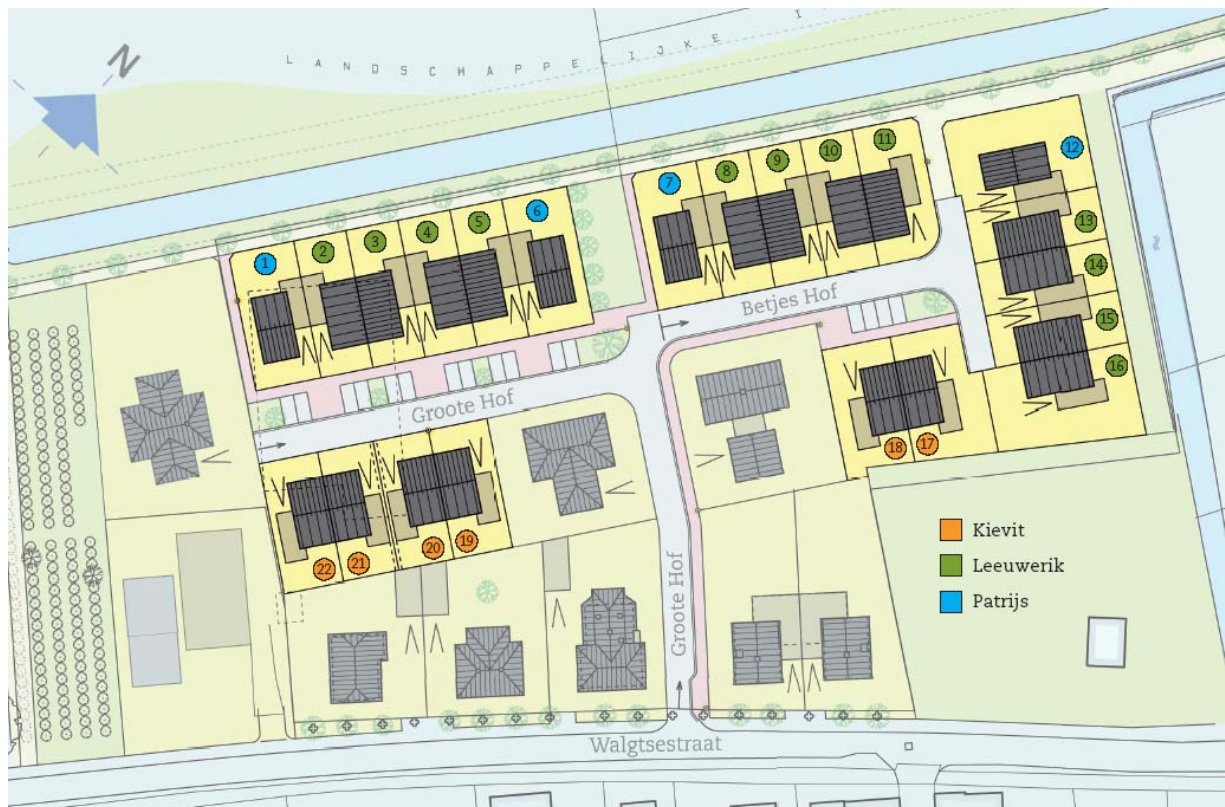 N
LANDSCHAPPELIJKE
I
1
2
3
4
5
6
7
8
9
10
11
12
13
14
15
16
Betjes Hof
Groote Hof
18
17
22
21
20
19
Groote Hof
Kievit
Leeuwerik
Patrijs
Walgtsestraat